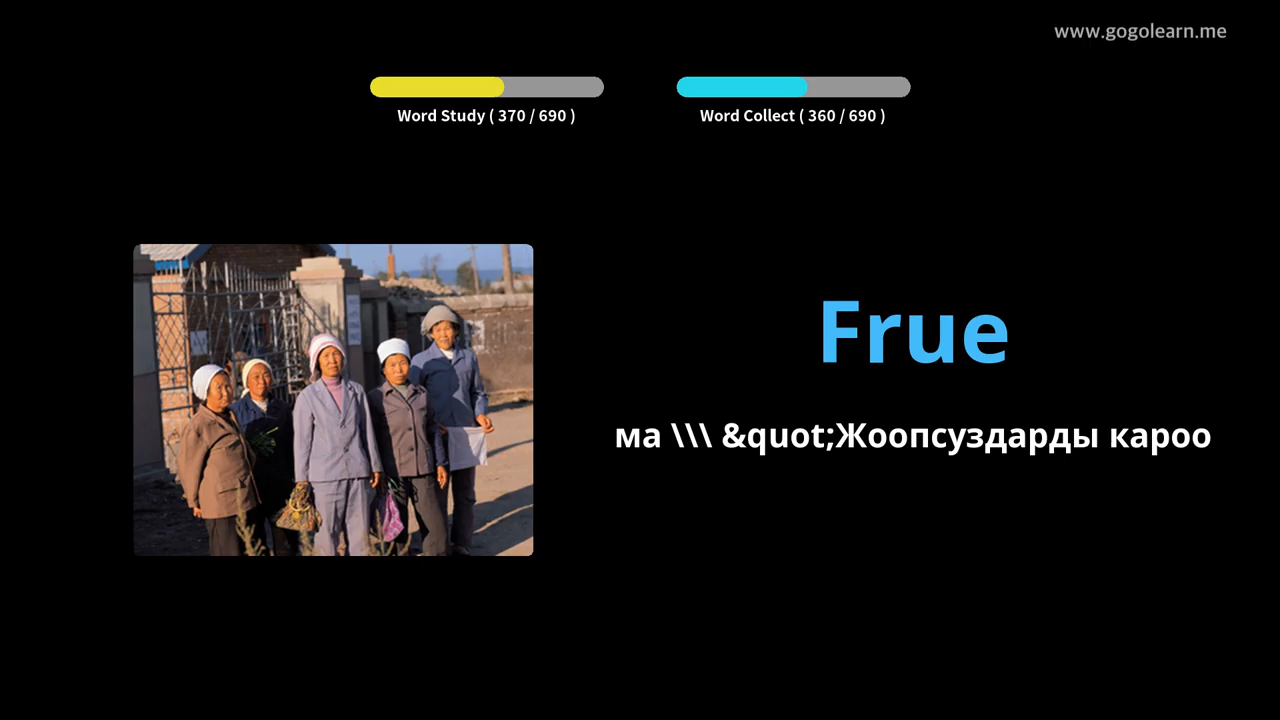 www.gogolearn.me
Word Study ( 370 / 690 )
Word Collect ( 360 / 690 )
Frue
ма \\\ &quot;Жоопсуздарды кароо